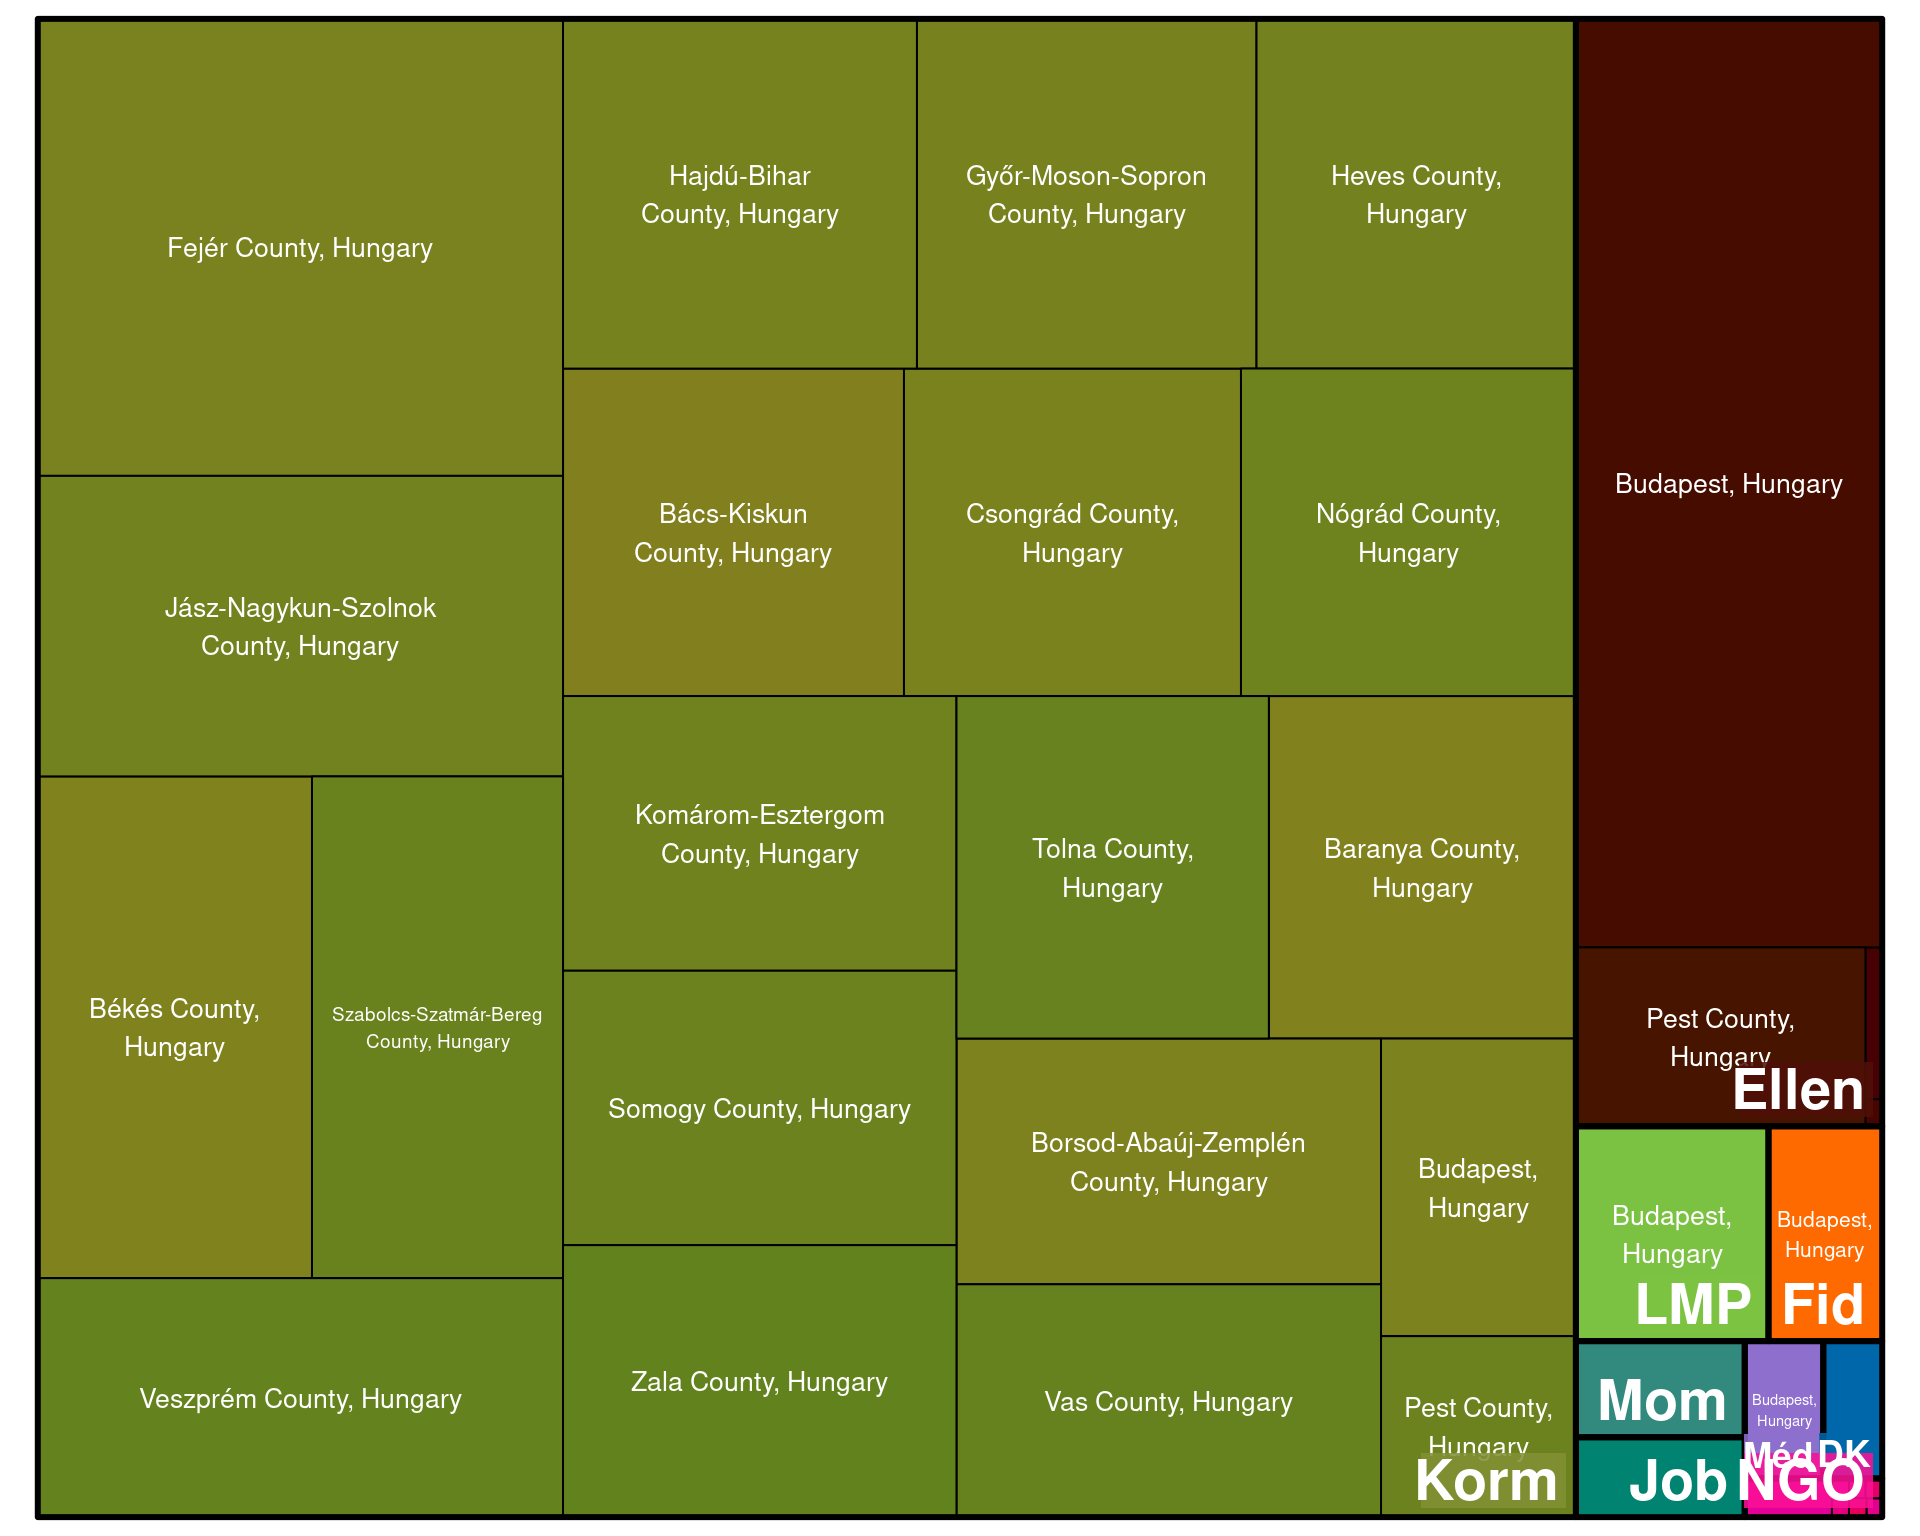 Fejér County, Hungary
Hajdú-Bihar
County, Hungary
Győr-Moson-Sopron
County, Hungary
Heves County,
Hungary
Budapest, Hungary
Jász-Nagykun-Szolnok
County, Hungary
Bács-Kiskun
County, Hungary
Csongrád County,
Hungary
Nógrád County,
Hungary
Békés County,
Hungary
Szabolcs-Szatmár-Bereg
County, Hungary
Komárom-Esztergom
County, Hungary
Tolna County,
Hungary
Baranya County,
Hungary
Pest County,
Hungary
Ellen
Somogy County, Hungary
Borsod-Abaúj-Zemplén
County, Hungary
Budapest,
Hungary
Budapest,
Hungary
LMP
Budapest,
Hungary
Fid
Veszprém County, Hungary
Zala County, Hungary
Vas County, Hungary
Pest County,
Hungary
Korm
Mom
Budapest,
Hungary
Méd
DK
Job
NGO